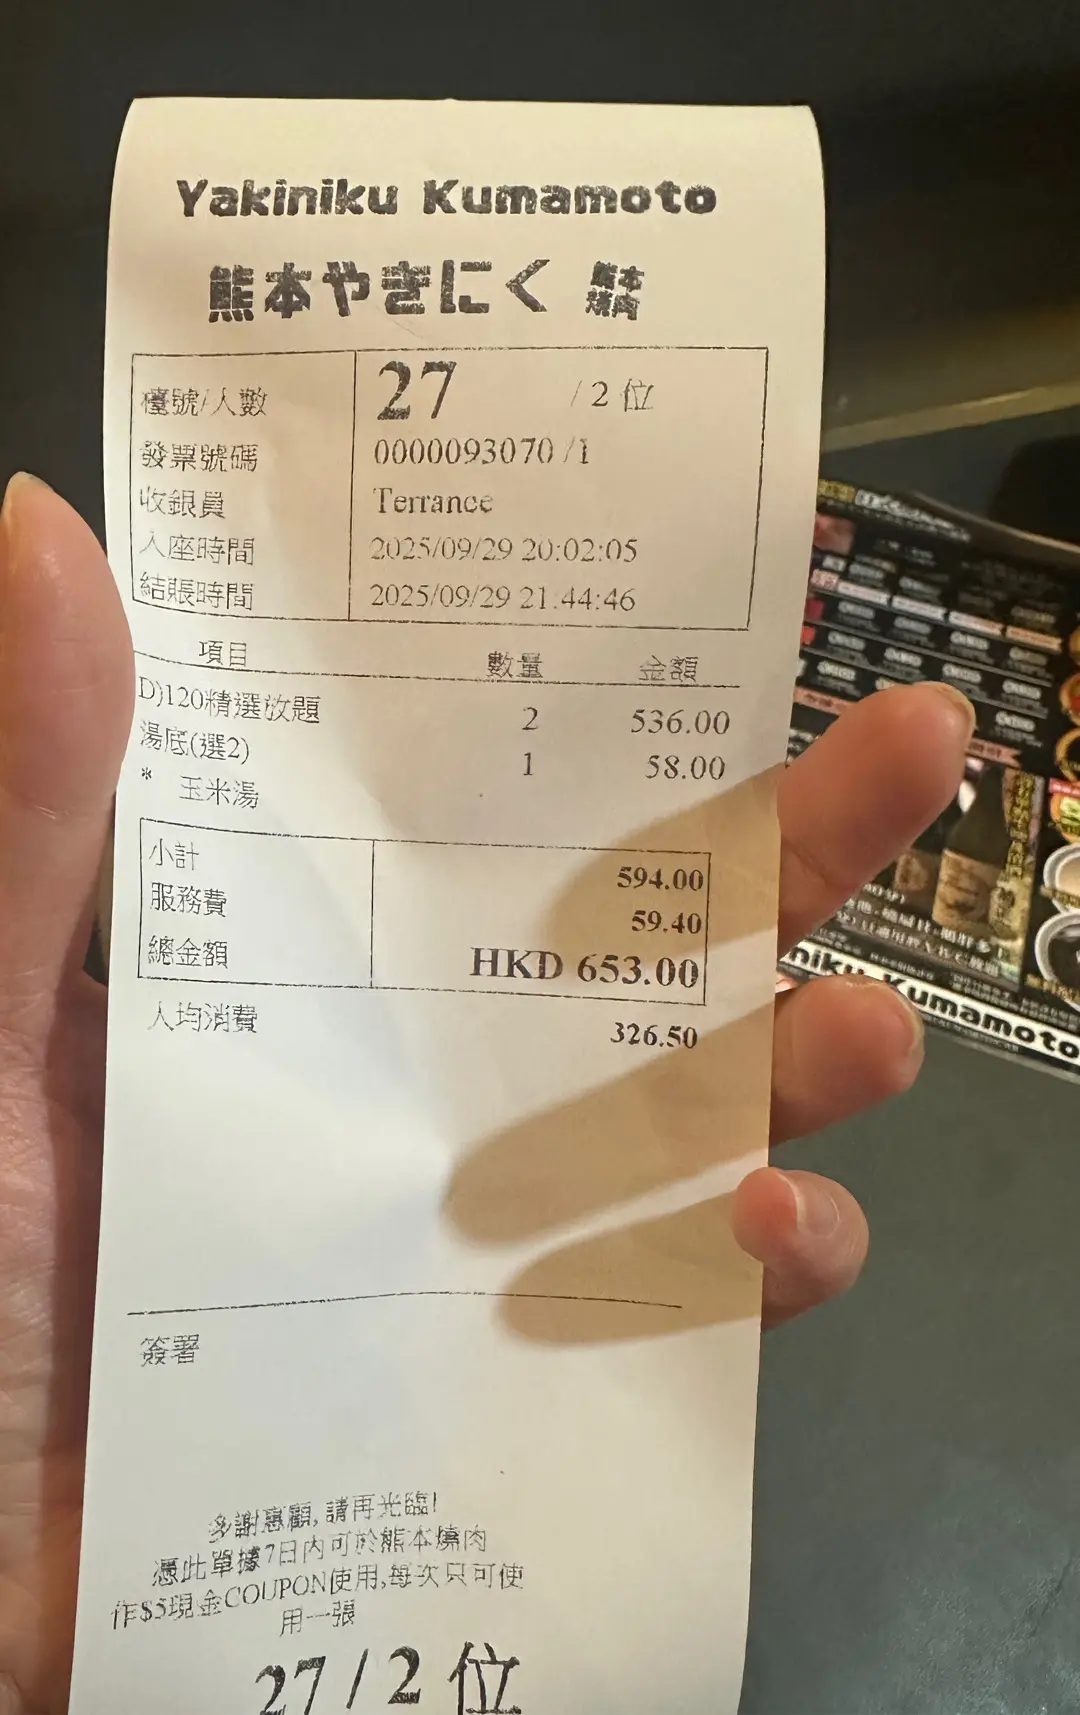 Yakiniku Kumamoto
熊本やきにく 熊本焼肉
檯號/人數 27 / 2 位
發票號碼 0000093070 /1
收銀員 Terrance
入座時間 2025/09/29 20:02:05
結賬時間 2025/09/29 21:44:46
項目 數量 金額
D)120精選放題 2 536.00
湯底(選2) 1 58.00
* 玉米湯
小計 594.00
服務費 59.40
總金額 HKD 653.00
人均消費 326.50
簽署
多謝惠顧,請再光臨!
憑此單據7日內可於熊本燒肉
作$5現金COUPON使用,每次只可使
用一張
27 / 2 位
Kumamoto